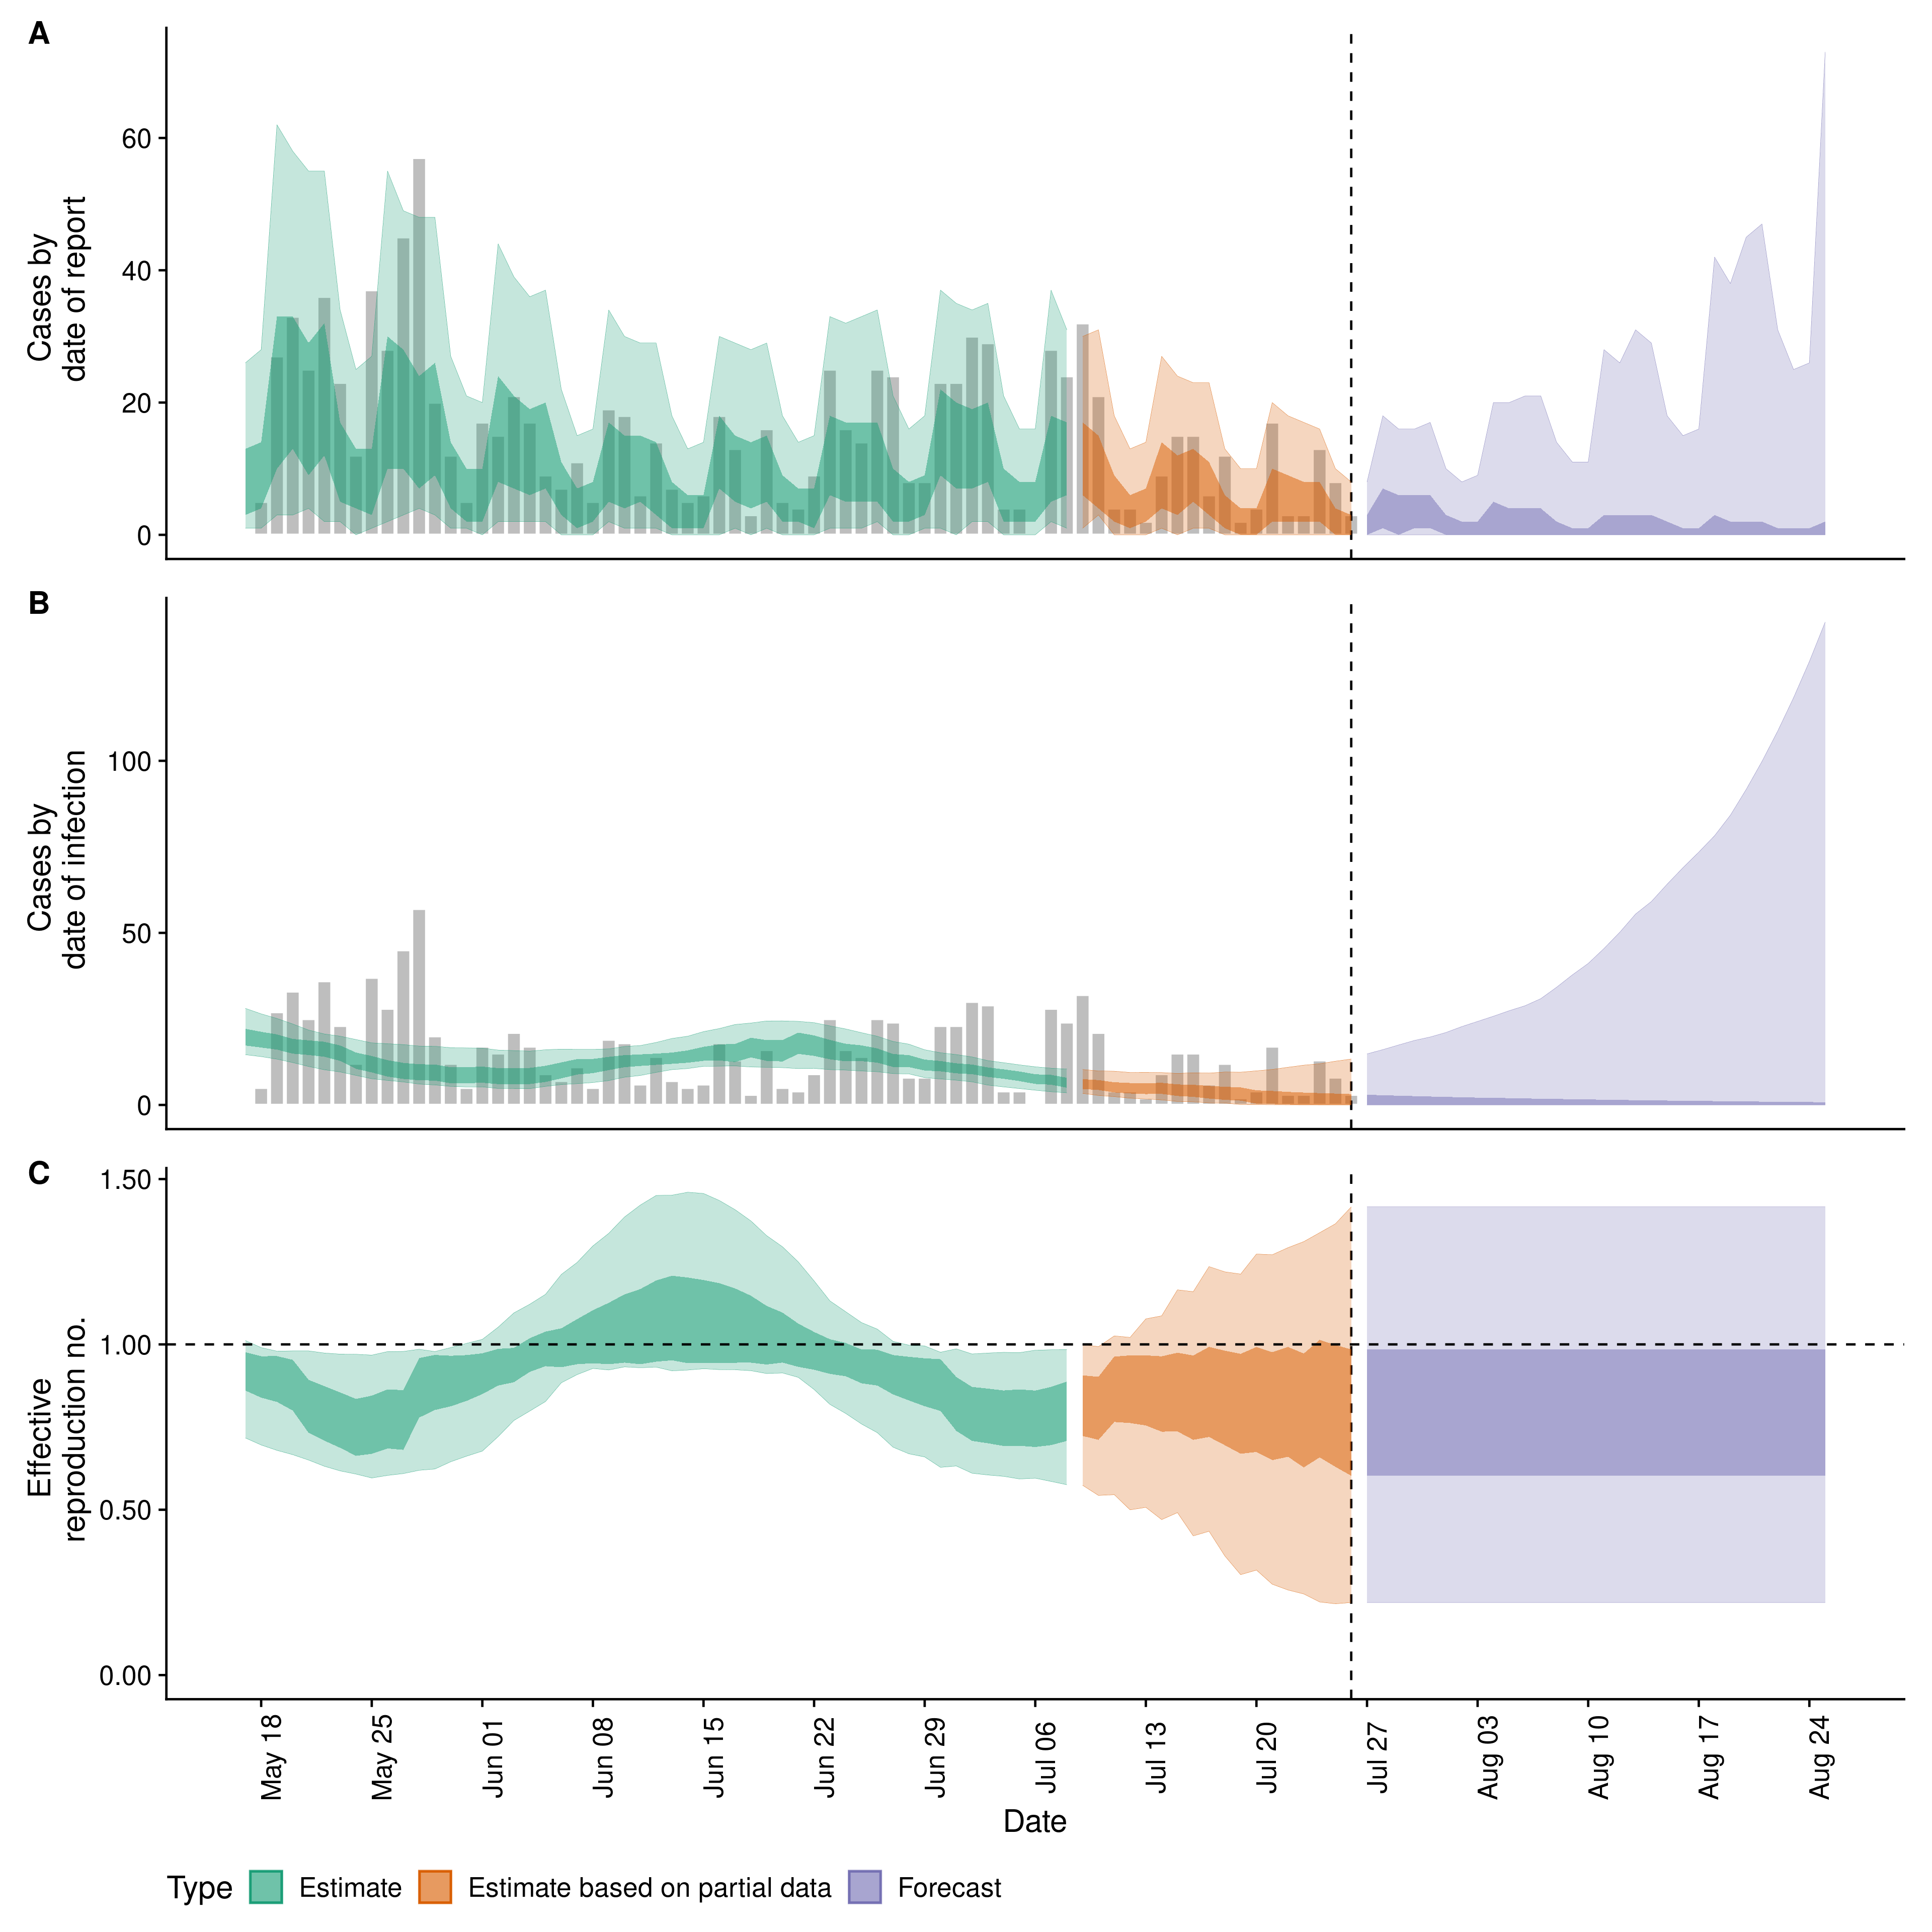 A
Cases by
date of report
60
40
20
0
B
Cases by
date of infection
100
50
0
C
Effective
reproduction no.
1.50
1.00
0.50
0.00
May 18
May 25
Jun 01
Jun 08
Jun 15
Jun 22
Jun 29
Jul 06
Jul 13
Jul 20
Jul 27
Aug 03
Aug 10
Aug 17
Aug 24
Date
Type Estimate Estimate based on partial data Forecast